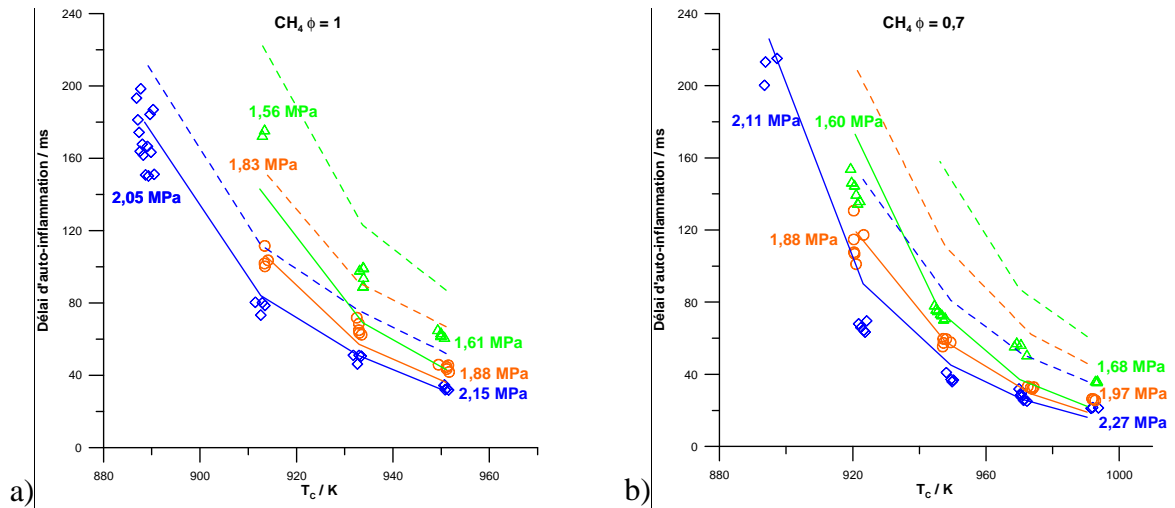 CH₄ ϕ = 1
Délai d'auto-inflammation / ms
240
200
160
120
80
40
0
1,56 MPa
1,83 MPa
2,05 MPa
1,61 MPa
1,88 MPa
2,15 MPa
880
900
920
940
960
T_C / K
a)
CH₄ ϕ = 0,7
Délai d'auto-inflammation / ms
240
200
160
120
80
40
0
2,11 MPa
1,60 MPa
1,88 MPa
1,68 MPa
1,97 MPa
2,27 MPa
880
920
960
1000
T_C / K
b)